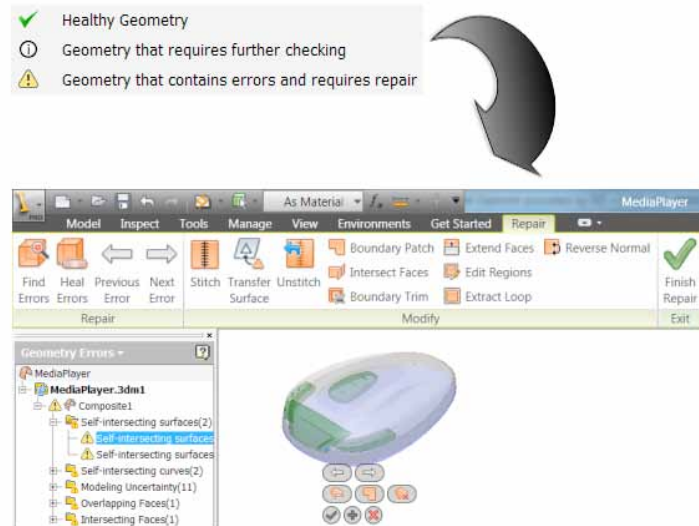 Healthy Geometry
Geometry that requires further checking
Geometry that contains errors and requires repair
PRO
As Material
MediaPlayer
Model Inspect Tools Manage View Environments Get Started Repair
Find Errors
Heal Errors
Previous Error
Next Error
Stitch
Transfer Surface
Unstitch
Boundary Patch
Intersect Faces
Boundary Trim
Extend Faces
Edit Regions
Extract Loop
Reverse Normal
Finish Repair
Repair Modify Exit
Geometry Errors
MediaPlayer
MediaPlayer.3dm1
Composite1
Self-intersecting surfaces(2)
Self-intersecting surfaces
Self-intersecting surfaces
Self-intersecting curves(2)
Modeling Uncertainty(11)
Overlapping Faces(1)
Intersecting Faces(1)